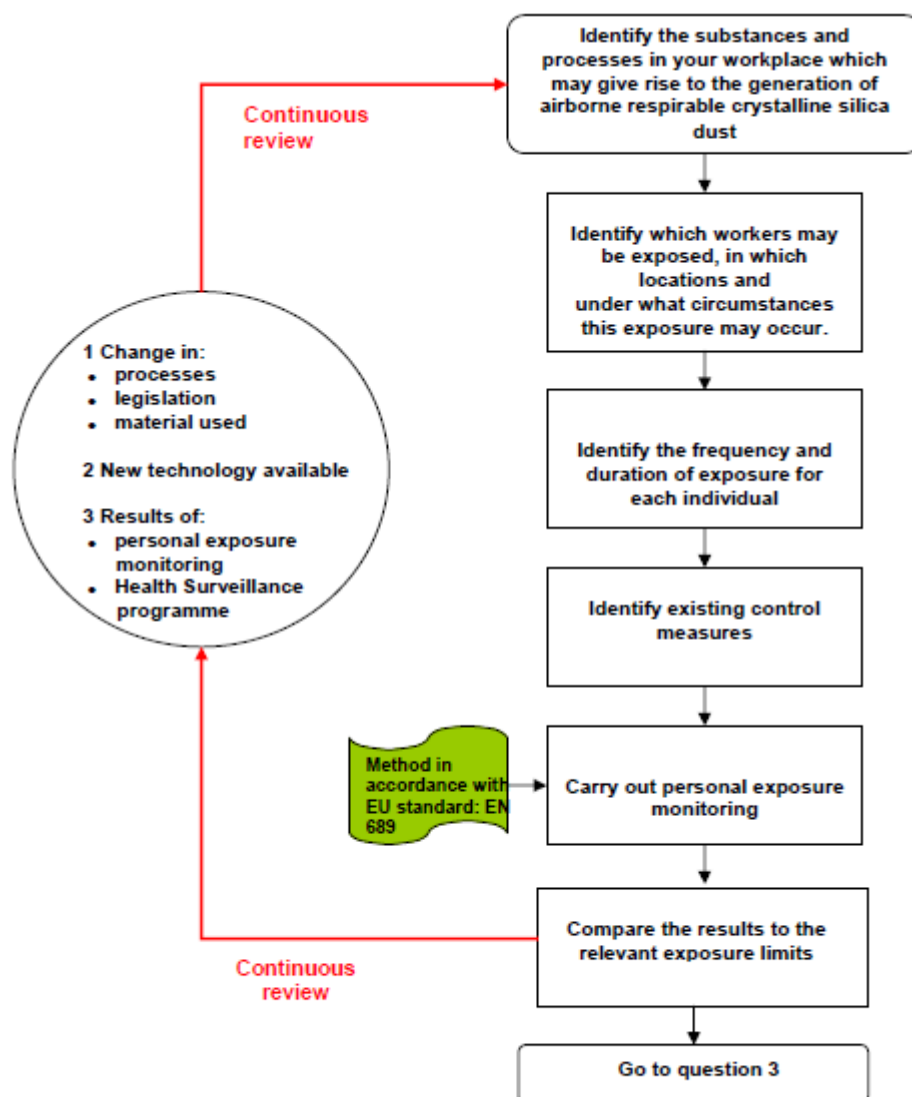 Identify the substances and
processes in your workplace which
may give rise to the generation of
airborne respirable crystalline silica
dust
Continuous
review
Identify which workers may
be exposed, in which
locations and
under what circumstances
this exposure may occur.
1 Change in:
• processes
• legislation
• material used
2 New technology available
3 Results of:
• personal exposure
monitoring
• Health Surveillance
programme
Identify the frequency and
duration of exposure for
each individual
Identify existing control
measures
Method in
accordance with
EU standard: EN
689
Carry out personal exposure
monitoring
Compare the results to the
relevant exposure limits
Continuous
review
Go to question 3